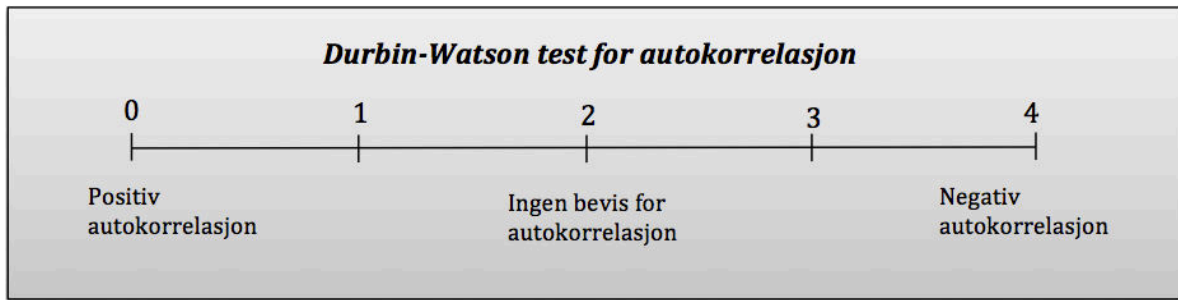 Durbin-Watson test for autokorrelasjon
0 1 2 3 4
Positiv
autokorrelasjon
Ingen bevis for
autokorrelasjon
Negativ
autokorrelasjon